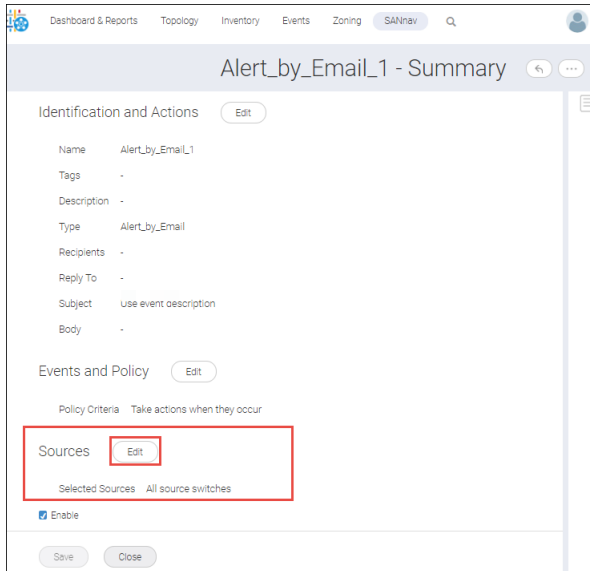 Dashboard & Reports Topology Inventory Events Zoning SANnav
Alert_by_Email_1 - Summary
Identification and Actions Edit
Name Alert_by_Email_1
Tags -
Description -
Type Alert_by_Email
Recipients -
Reply To -
Subject Use event description
Body -
Events and Policy Edit
Policy Criteria Take actions when they occur
Sources Edit
Selected Sources All source switches
Enable
Save Close